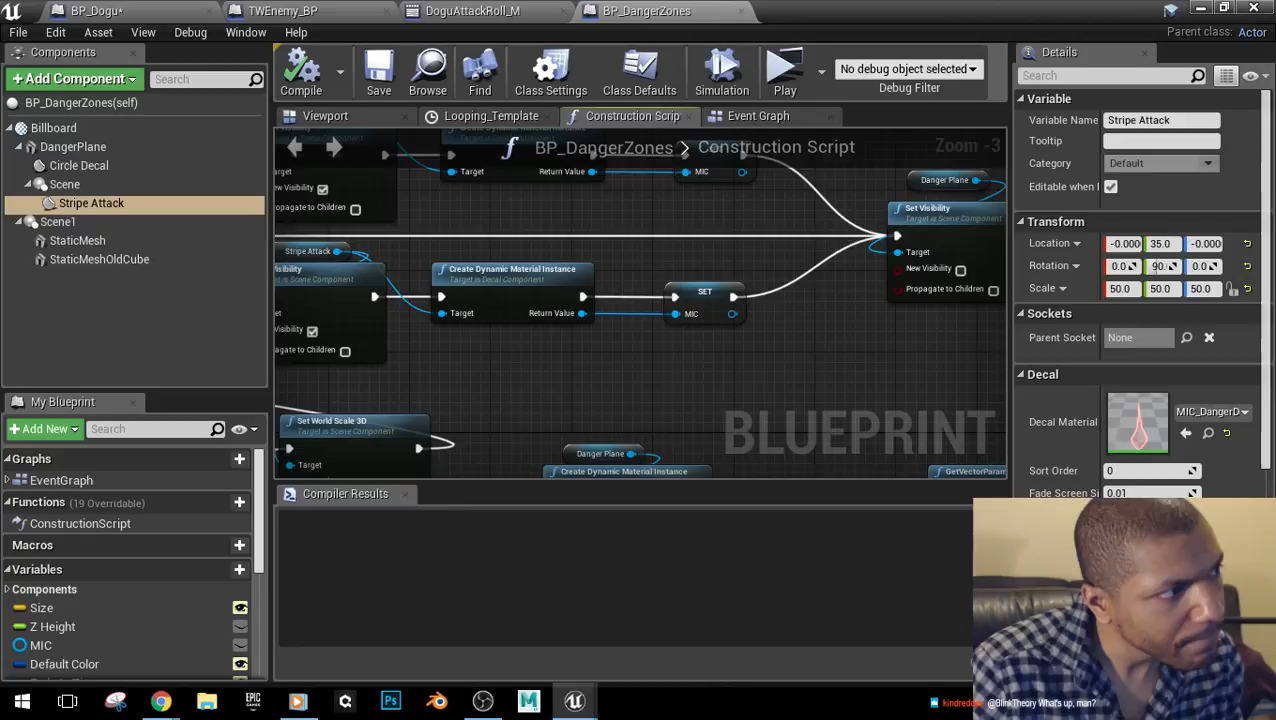 BP_Dogu*
TWEnemy_BP
DoguAttackRoll_M
BP_DangerZones
File
Edit
Asset
View
Debug
Window
Help
Parent class: Actor
Components
+Add Component
Search
BP_DangerZones(self)
Billboard
DangerPlane
Circle Decal
Scene
Stripe Attack
Scene1
StaticMesh
StaticMeshOldCube
My Blueprint
+Add New
Search
Graphs
EventGraph
Functions (19 Overridable)
ConstructionScript
Macros
Variables
Components
Size
Z Height
MIC
Default Color
Compile
Save
Browse
Find
Class Settings
Class Defaults
Simulation
Play
No debug object selected
Debug Filter
Viewport
Looping_Template
Construction Scrip
Event Graph
BP_DangerZones > Construction Script
Zoom -3
Target
Return Value
MIC
New Visibility
Propagate to Children
Danger Plane
Set Visibility
Target is Scene Component
Target
New Visibility
Propagate to Children
Stripe Attack
Create Dynamic Material Instance
Target is Decal Component
Target
Return Value
SET
MIC
Set World Scale 3D
Target is Scene Component
Target
Danger Plane
Create Dynamic Material Instance
BLUEPRINT
Compiler Results
Details
Search
Variable
Variable Name
Stripe Attack
Tooltip
Category
Default
Editable when I
Transform
Location
-0.000
35.0
-0.000
Rotation
0.0
90.0
0.0
Scale
50.0
50.0
50.0
Sockets
Parent Socket
None
Decal
Decal Material
MIC_DangerD
Sort Order
0
Fade Screen Si
0.01
@BlinkTheory What's up, man?